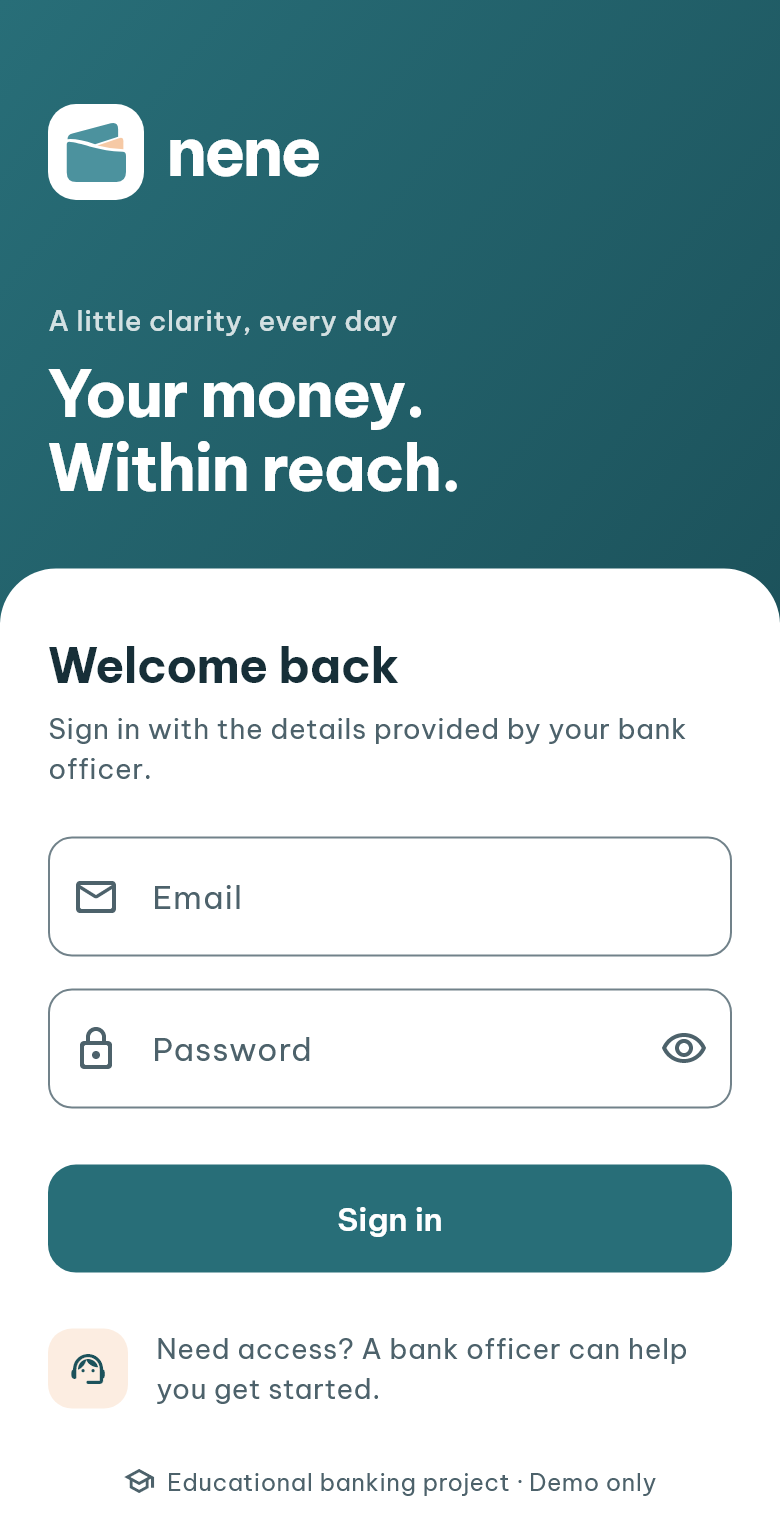 nene
A little clarity, every day
Your money.
Within reach.
Welcome back
Sign in with the details provided by your bank
officer.
Email
Password
Sign in
Need access? A bank officer can help
you get started.
Educational banking project · Demo only